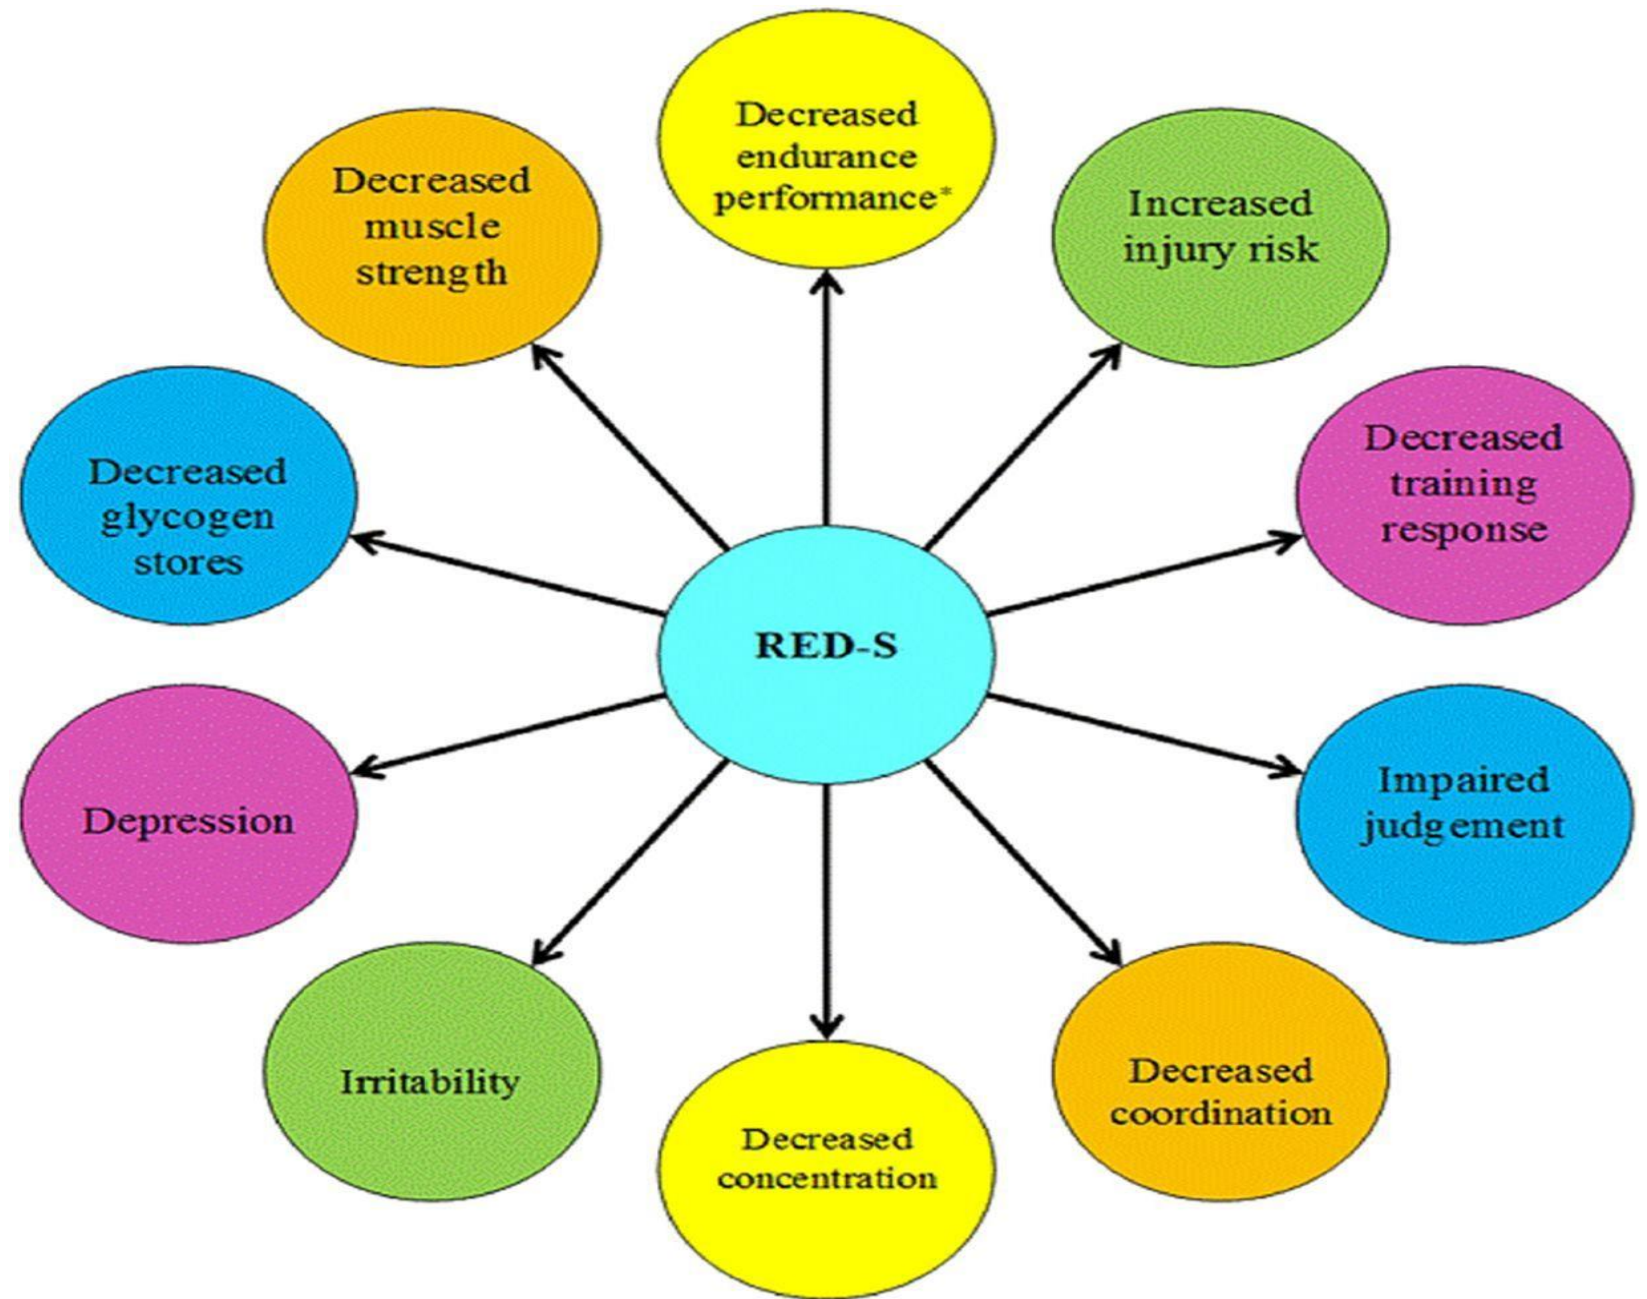 Decreased
endurance
performance*
Increased
injury risk
Decreased
training
response
Impaired
judgement
Decreased
coordination
Decreased
concentration
Irritability
Depression
Decreased
glycogen
stores
Decreased
muscle
strength
RED-S